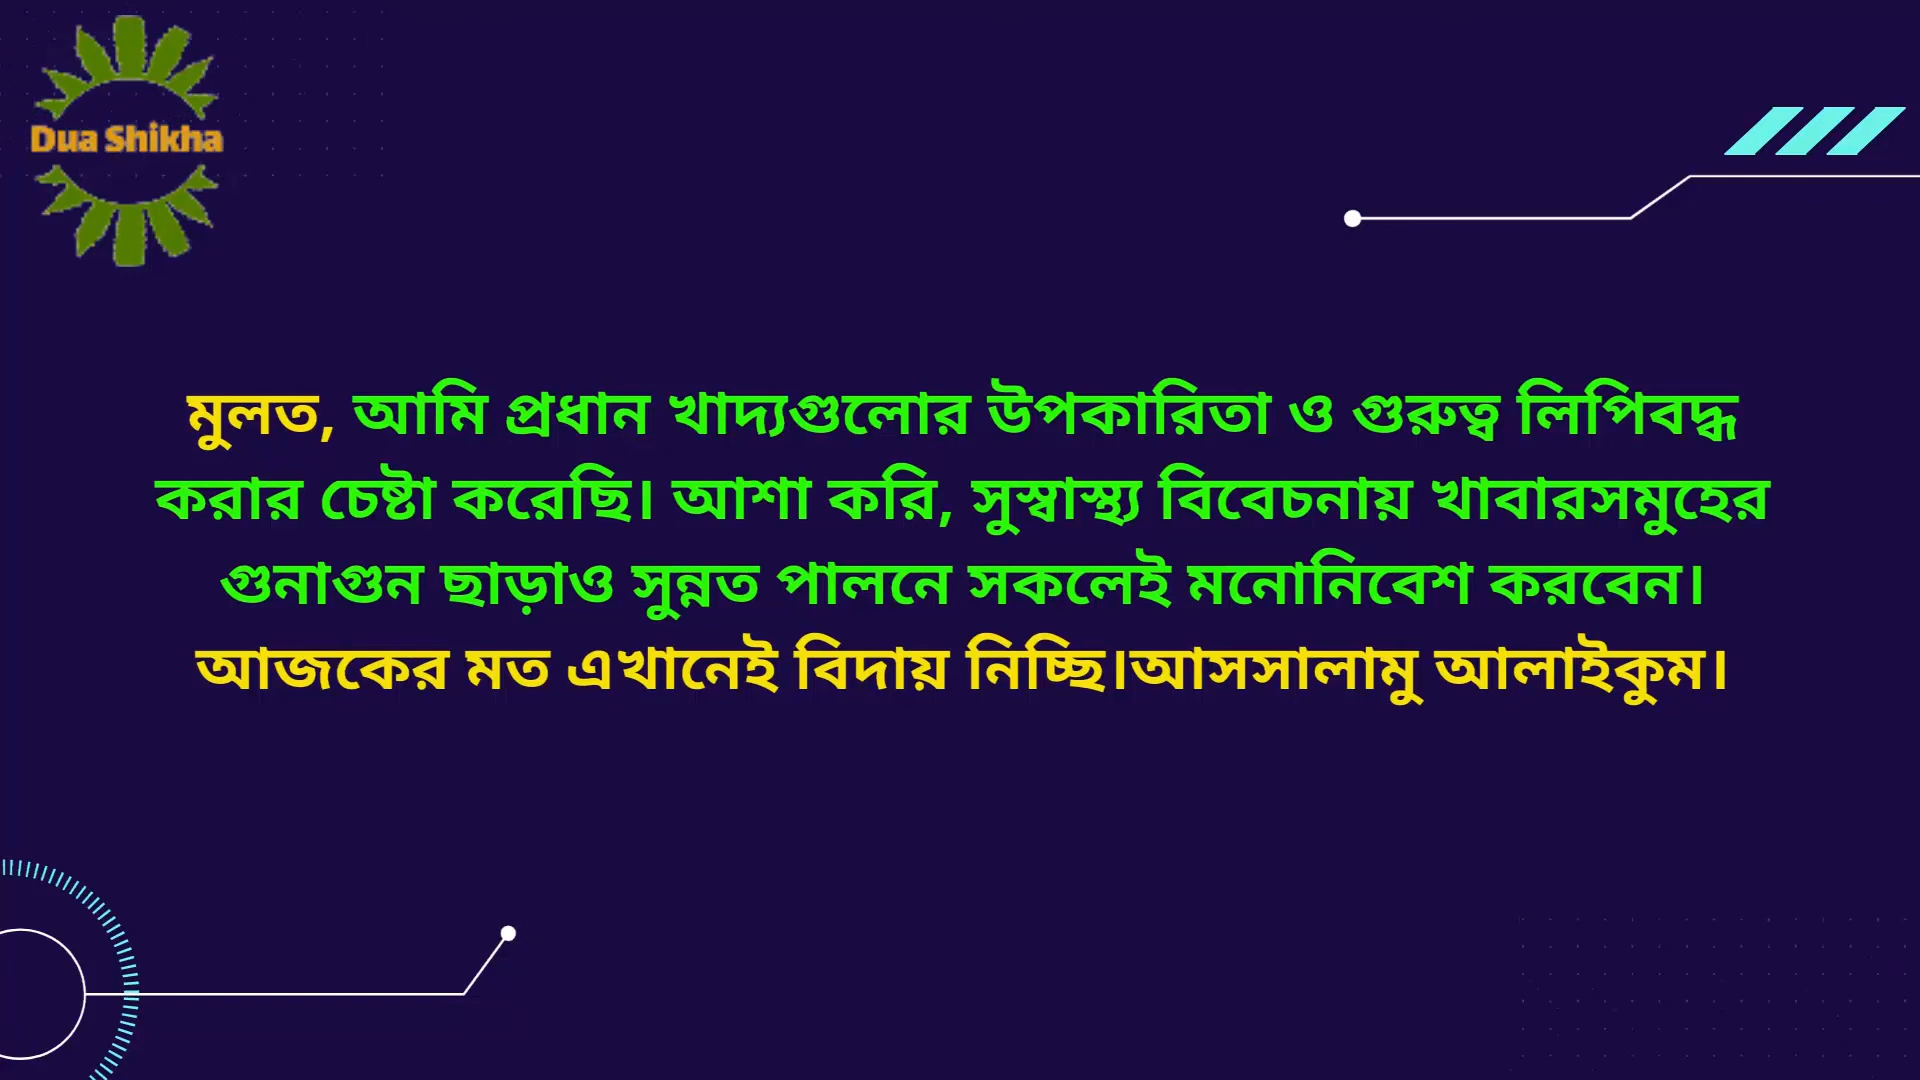 Dua Shikha
মুলত, আমি প্রধান খাদ্যগুলোর উপকারিতা ও গুরুত্ব লিপিবদ্ধ
করার চেষ্টা করেছি। আশা করি, সুস্বাস্থ্য বিবেচনায় খাবারসমুহের
গুনাগুন ছাড়াও সুন্নত পালনে সকলেই মনোনিবেশ করবেন।
আজকের মত এখানেই বিদায় নিচ্ছি।আসসালামু আলাইকুম।